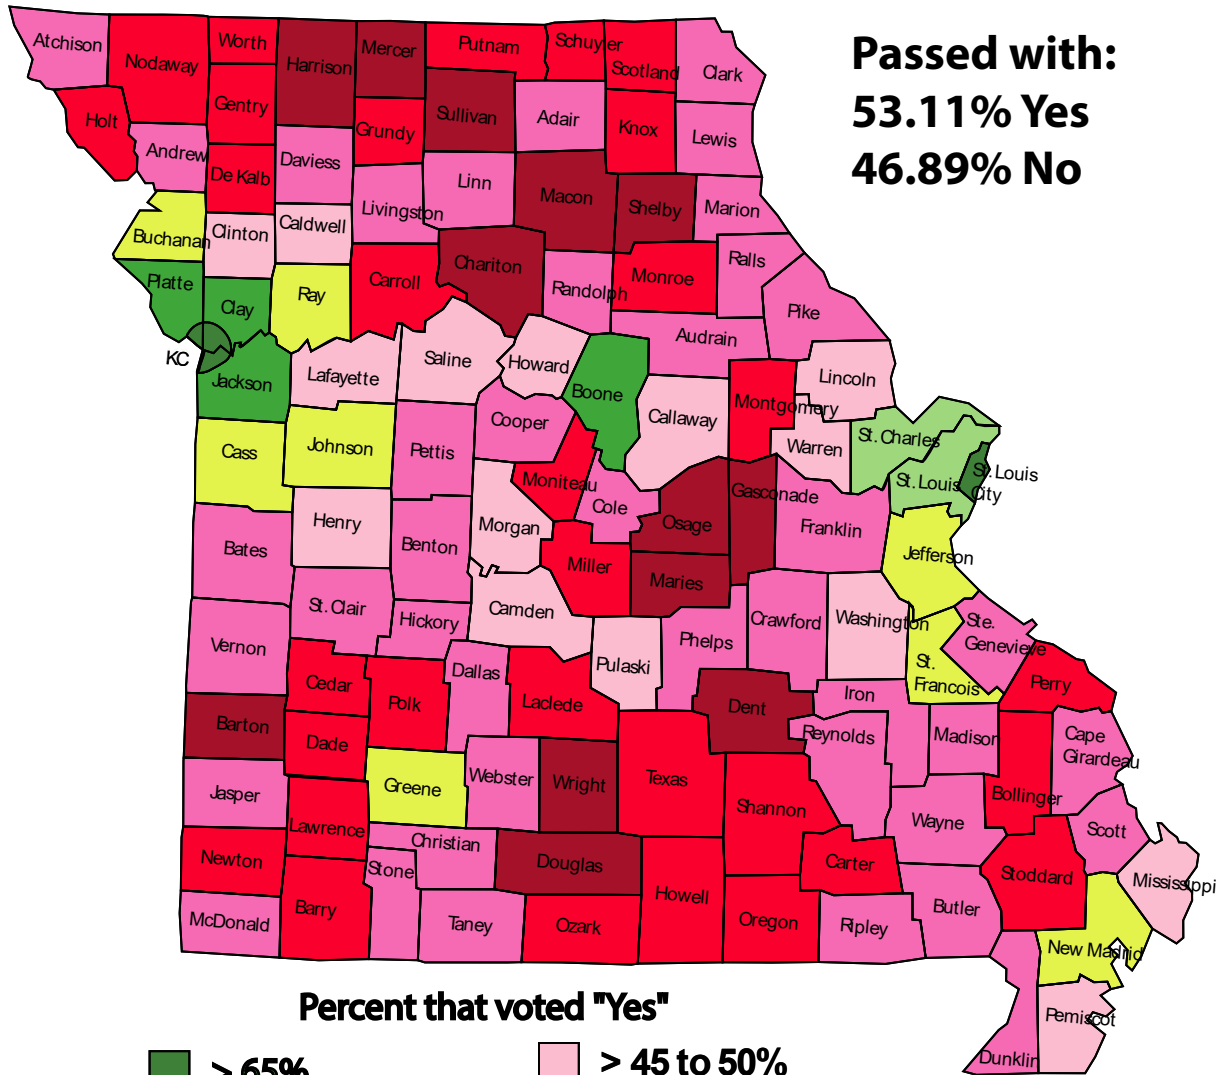 Passed with:
53.11% Yes
46.89% No
Atchison
Nodaway
Worth
Harrison
Mercer
Putnam
Schuyler
Scotland
Clark
Holt
Gentry
Grundy
Sullivan
Adair
Knox
Lewis
Andrew
De Kalb
Daviess
Livingston
Linn
Macon
Shelby
Marion
Buchanan
Clinton
Caldwell
Chariton
Monroe
Ralls
Platte
Clay
Ray
Carroll
Randolph
Pike
Audrain
KC
Jackson
Lafayette
Saline
Howard
Boone
Callaway
Montgomery
Lincoln
Warren
St. Charles
St. Louis
St. Louis
City
Cass
Johnson
Pettis
Cooper
Moniteau
Cole
Osage
Gasconade
Franklin
Jefferson
Henry
Morgan
Bates
Benton
Miller
Maries
St. Clair
Hickory
Camden
Pulaski
Phelps
Crawford
Washington
Ste.
Genevieve
St.
Francois
Perry
Vernon
Cedar
Polk
Dallas
Laclede
Dent
Iron
Reynolds
Madison
Cape
Girardeau
Barton
Dade
Greene
Webster
Wright
Texas
Shannon
Bollinger
Jasper
Lawrence
Christian
Wayne
Scott
Newton
Stone
Douglas
Howell
Carter
Stoddard
Mississippi
McDonald
Barry
Taney
Ozark
Oregon
Ripley
Butler
New Madrid
Pemiscot
Dunklin
Percent that voted "Yes"
> 65%
> 45 to 50%